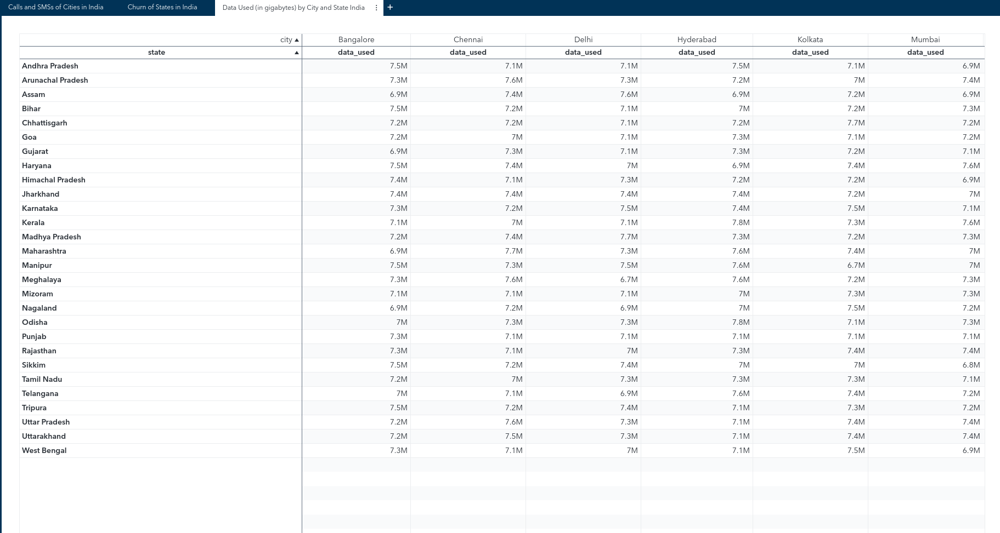 Calls and SMSs of Cities in India Churn of States in India Data Used (in gigabytes) by City and State India ⋮ +
city ▲ Bangalore Chennai Delhi Hyderabad Kolkata Mumbai
state ▲ data_used data_used data_used data_used data_used data_used
Andhra Pradesh 7.5M 7.1M 7.1M 7.5M 7.1M 6.9M
Arunachal Pradesh 7.3M 7.6M 7.3M 7.2M 7M 7.4M
Assam 6.9M 7.4M 7.6M 6.9M 7.2M 6.9M
Bihar 7.5M 7.2M 7.1M 7M 7.2M 7.3M
Chhattisgarh 7.2M 7.2M 7.1M 7.2M 7.7M 7.2M
Goa 7.2M 7M 7.1M 7.3M 7.1M 7.2M
Gujarat 6.9M 7.3M 7.1M 7.3M 7.2M 7.1M
Haryana 7.5M 7.4M 7M 6.9M 7.4M 7.6M
Himachal Pradesh 7.4M 7.1M 7.3M 7.2M 7.2M 6.9M
Jharkhand 7.4M 7.4M 7.4M 7.4M 7.2M 7M
Karnataka 7.3M 7.2M 7.5M 7.4M 7.5M 7.1M
Kerala 7.1M 7M 7.1M 7.8M 7.3M 7.6M
Madhya Pradesh 7.2M 7.4M 7.7M 7.3M 7.2M 7.3M
Maharashtra 6.9M 7.7M 7.3M 7.6M 7.4M 7M
Manipur 7.5M 7.3M 7.5M 7.6M 6.7M 7M
Meghalaya 7.3M 7.6M 6.7M 7.6M 7.2M 7.3M
Mizoram 7.1M 7.1M 7.1M 7M 7.3M 7.3M
Nagaland 6.9M 7.2M 6.9M 7M 7.5M 7.2M
Odisha 7M 7.3M 7.3M 7.8M 7.1M 7.3M
Punjab 7.3M 7.1M 7.1M 7.1M 7.1M 7.1M
Rajasthan 7.3M 7.1M 7M 7.3M 7.4M 7.4M
Sikkim 7.5M 7.2M 7.4M 7M 7M 6.8M
Tamil Nadu 7.2M 7M 7.3M 7.3M 7.3M 7.1M
Telangana 7M 7.1M 6.9M 7.6M 7.4M 7.2M
Tripura 7.5M 7.2M 7.4M 7.1M 7.3M 7.2M
Uttar Pradesh 7.2M 7.6M 7.3M 7.1M 7.4M 7.4M
Uttarakhand 7.2M 7.5M 7.3M 7.1M 7.4M 7.4M
West Bengal 7.3M 7.1M 7M 7.1M 7.5M 6.9M